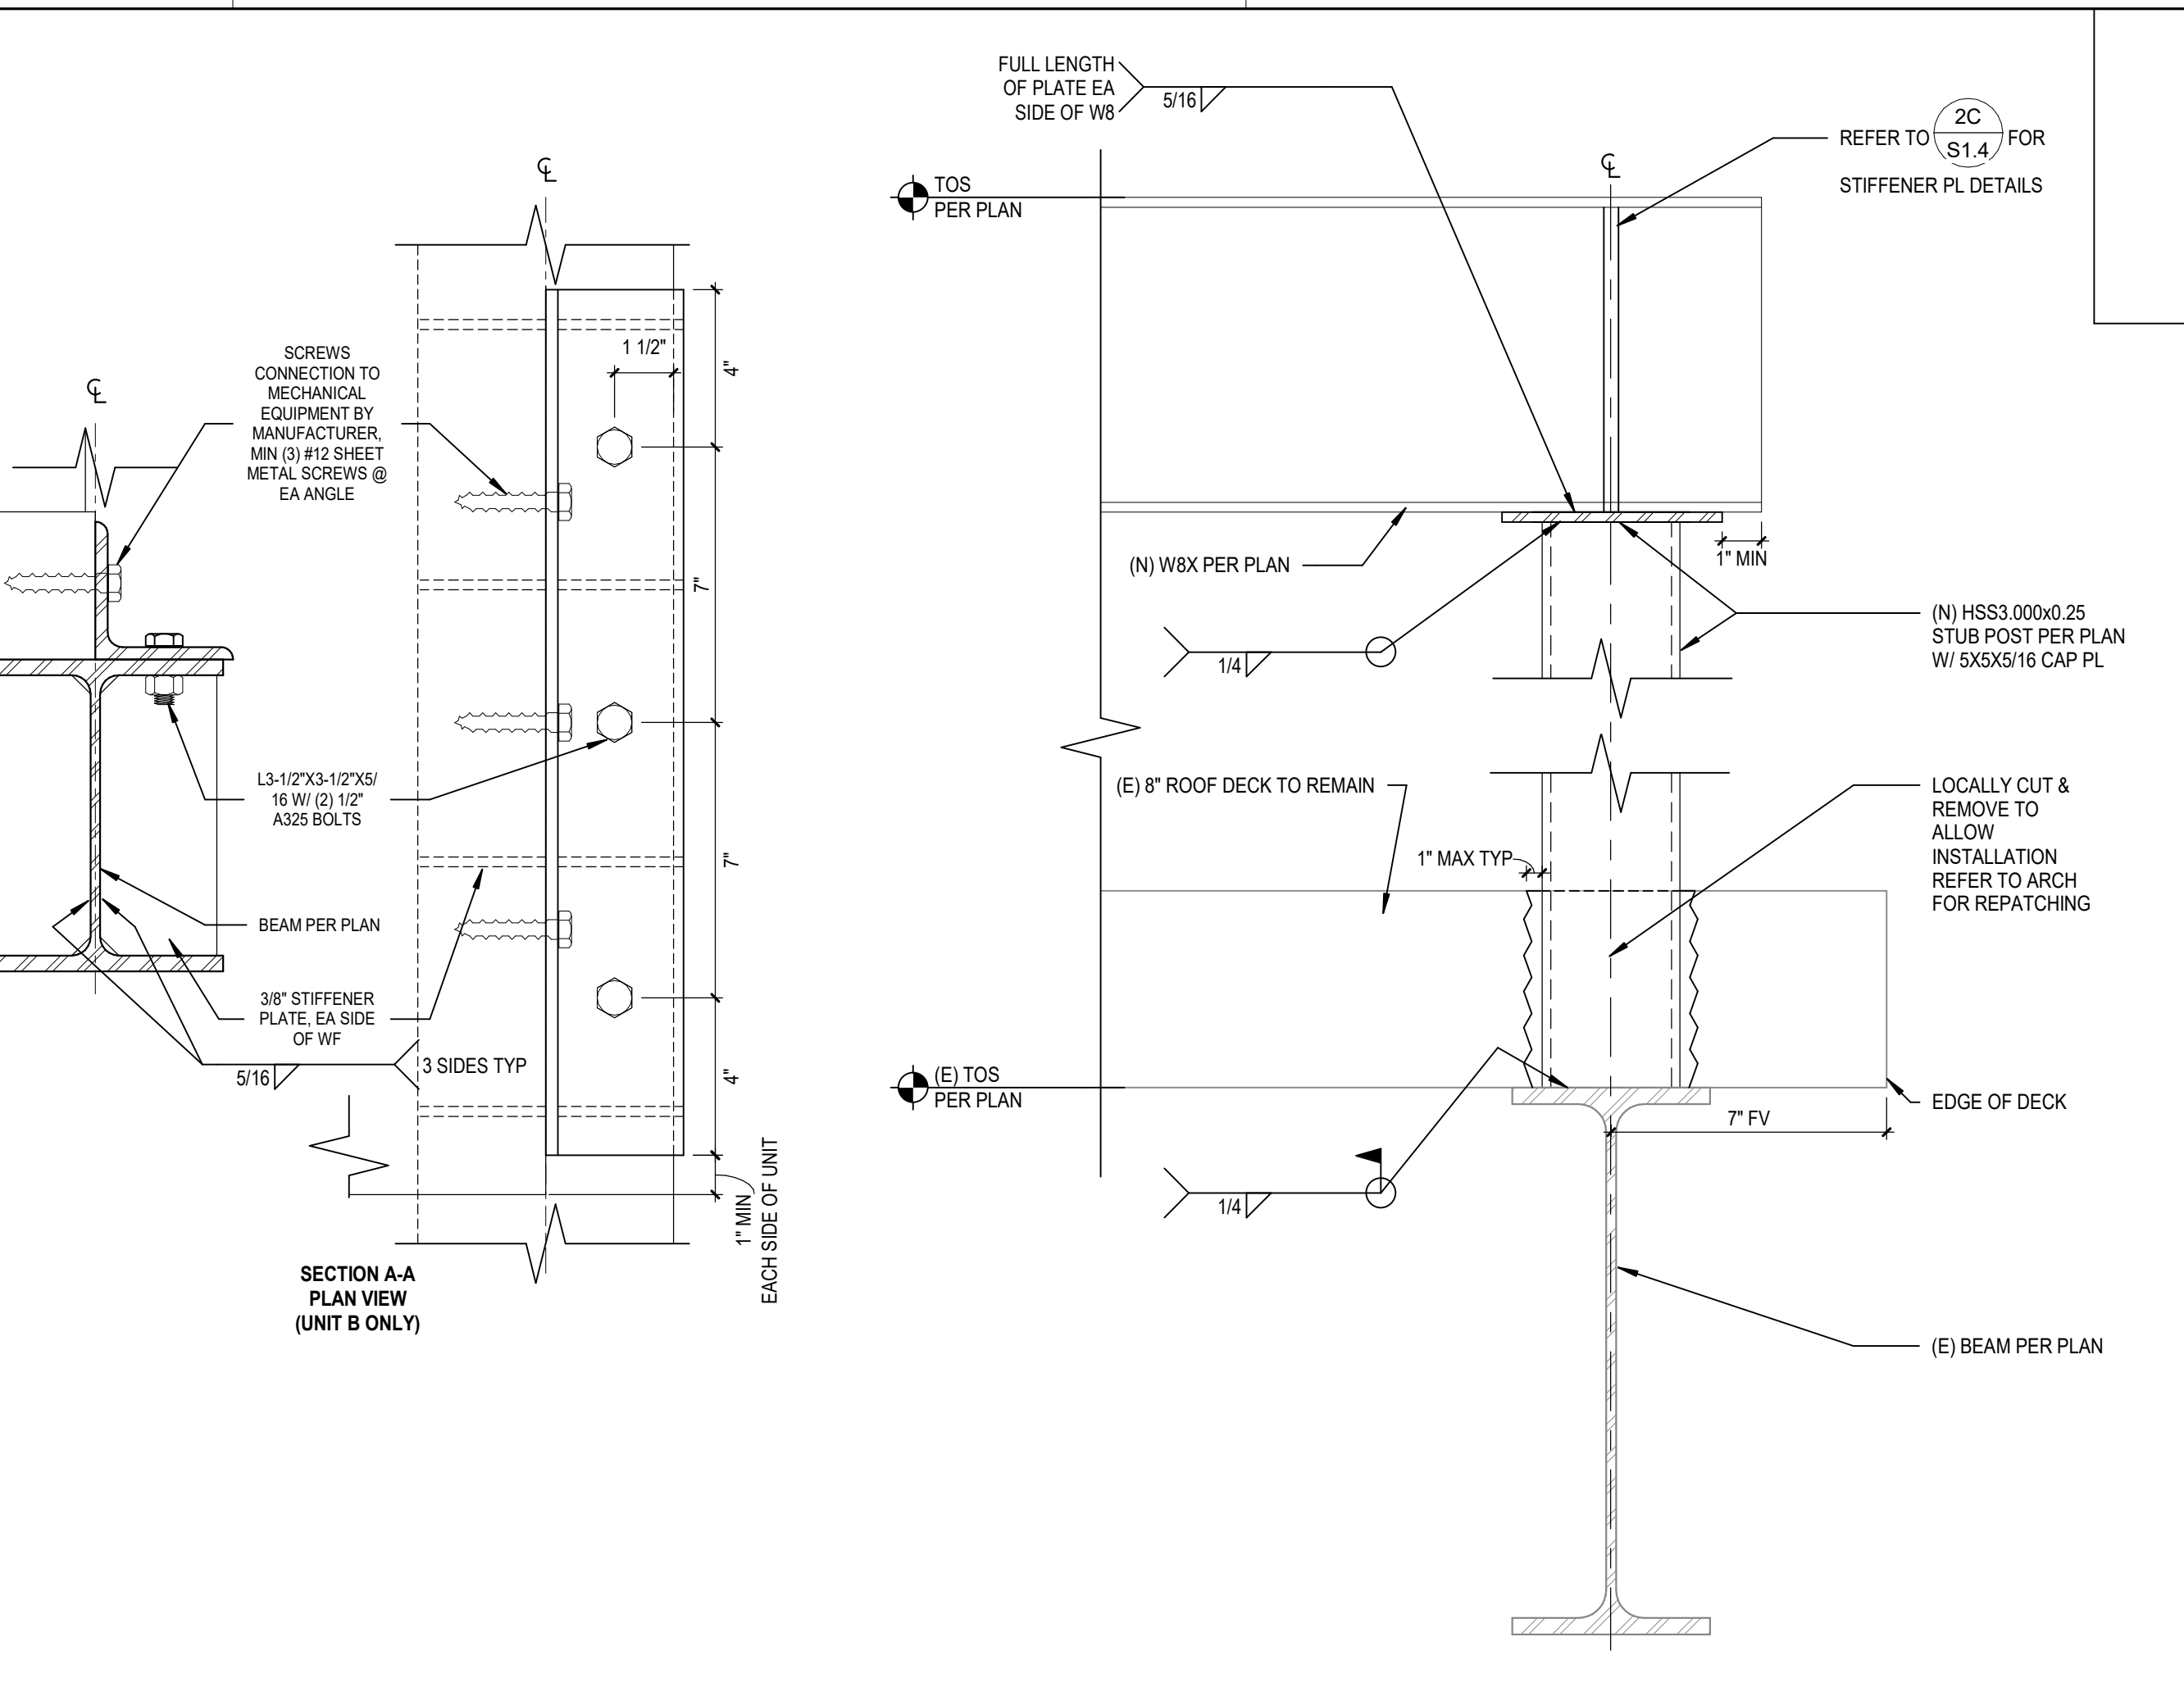 FULL LENGTH
OF PLATE EA
SIDE OF W8
5/16
REFER TO 2C FOR
S1.4
STIFFENER PL DETAILS
℄
℄
℄
TOS
PER PLAN
SCREWS
CONNECTION TO
MECHANICAL
EQUIPMENT BY
MANUFACTURER,
MIN (3) #12 SHEET
METAL SCREWS @
EA ANGLE
1 1/2"
4"
7"
7"
4"
(N) W8X PER PLAN
1" MIN
1/4
(N) HSS3.000x0.25
STUB POST PER PLAN
W/ 5X5X5/16 CAP PL
L3-1/2"X3-1/2"X5/
16 W/ (2) 1/2"
A325 BOLTS
(E) 8" ROOF DECK TO REMAIN
1" MAX TYP
LOCALLY CUT &
REMOVE TO
ALLOW
INSTALLATION
REFER TO ARCH
FOR REPATCHING
BEAM PER PLAN
3/8" STIFFENER
PLATE, EA SIDE
OF WF
5/16
3 SIDES TYP
(E) TOS
PER PLAN
EDGE OF DECK
7" FV
1/4
1" MIN
EACH SIDE OF UNIT
SECTION A-A
PLAN VIEW
(UNIT B ONLY)
(E) BEAM PER PLAN